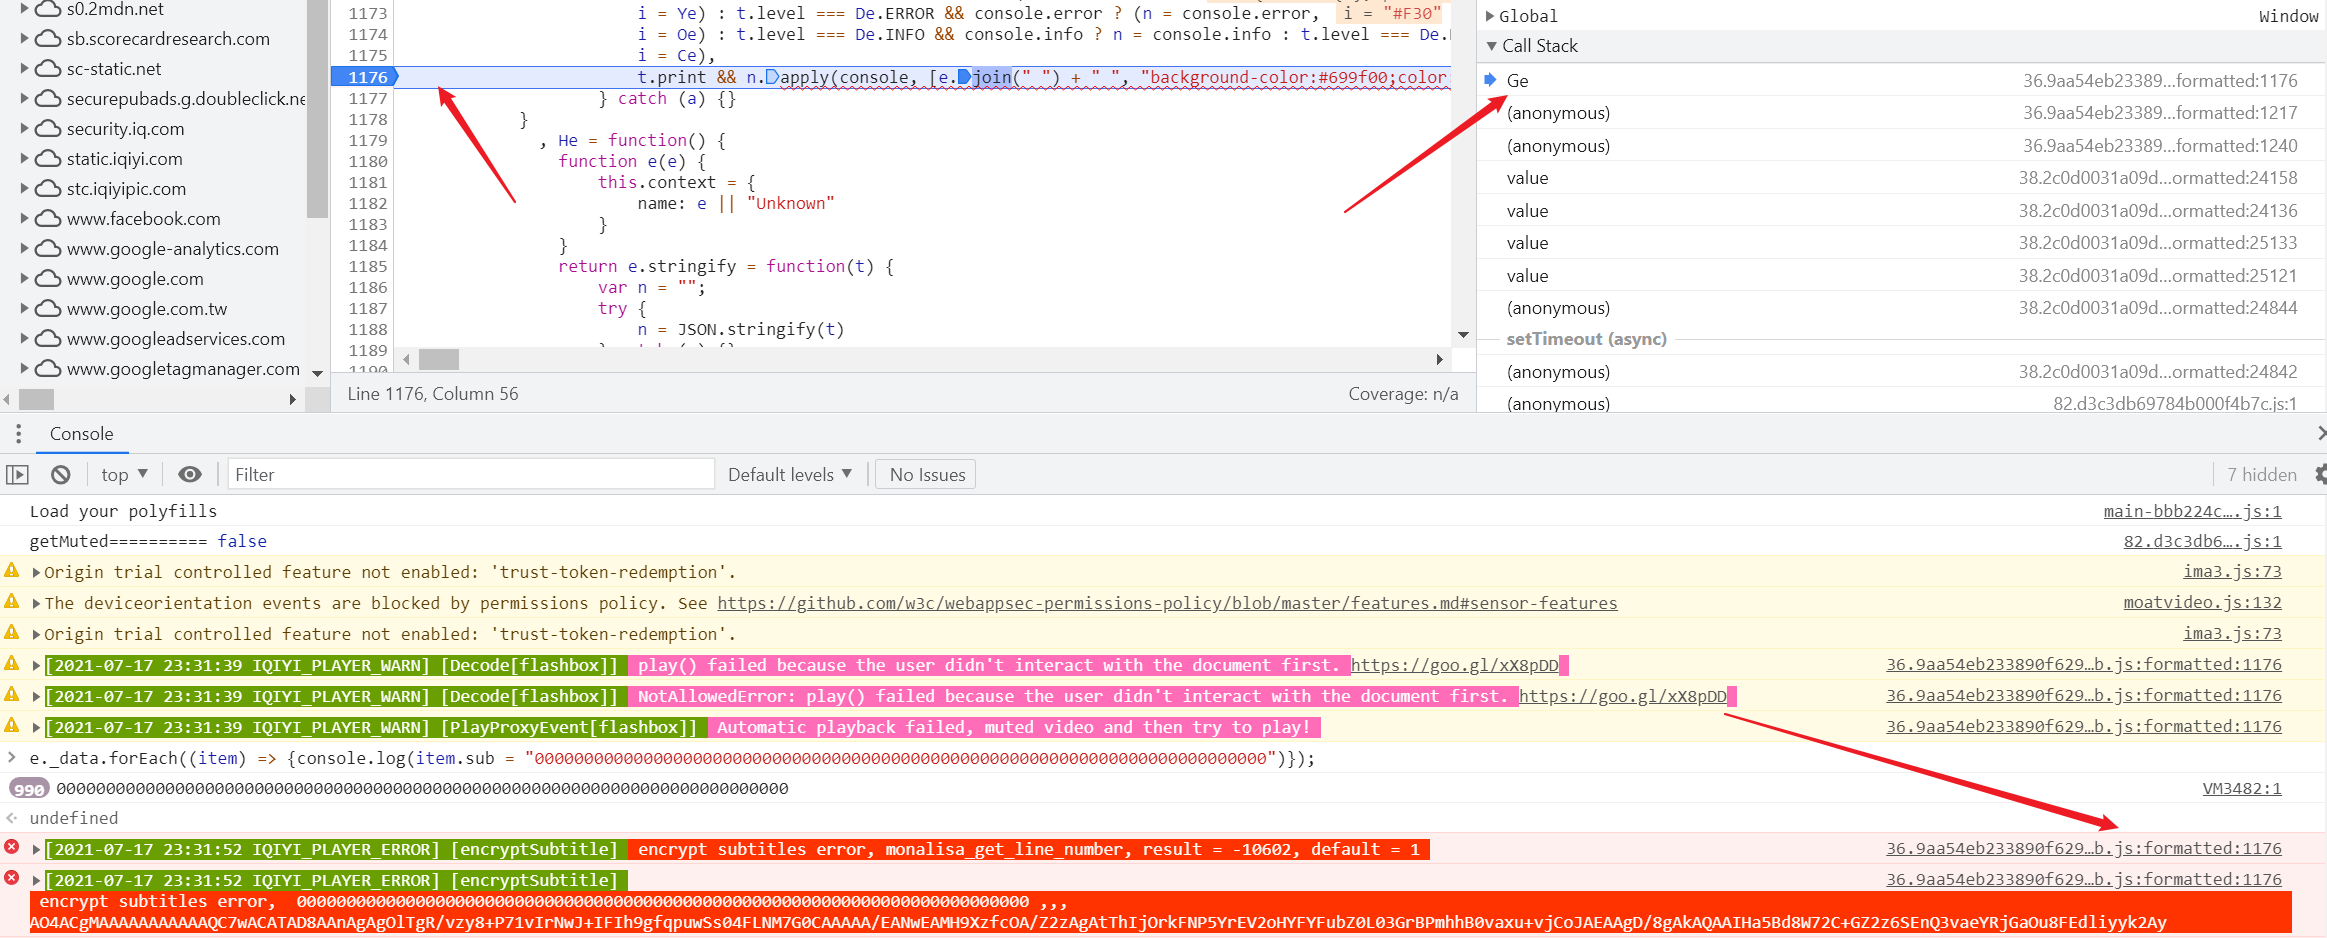 s0.2mdn.net
sb.scorecardresearch.com
sc-static.net
securepubads.g.doubleclick.ne
security.iq.com
static.iqiyi.com
stc.iqiyipic.com
www.facebook.com
www.google-analytics.com
www.google.com
www.google.com.tw
www.googleadservices.com
www.googletagmanager.com
1173 i = Ye) : t.level === De.ERROR && console.error ? (n = console.error, i = "#F30"
1174 i = Oe) : t.level === De.INFO && console.info ? n = console.info : t.level === De.
1175 i = Ce),
1176 t.print && n.apply(console, [e.join(" ") + " ", "background-color:#699f00;color:
1177 } catch (a) {}
1178 }
1179 , He = function() {
1180 function e(e) {
1181 this.context = {
1182 name: e || "Unknown"
1183 }
1184 }
1185 return e.stringify = function(t) {
1186 var n = "";
1187 try {
1188 n = JSON.stringify(t)
1189
1190
Line 1176, Column 56 Coverage: n/a
Global Window
Call Stack
Ge 36.9aa54eb23389...formatted:1176
(anonymous) 36.9aa54eb23389...formatted:1217
(anonymous) 36.9aa54eb23389...formatted:1240
value 38.2c0d0031a09d...ormatted:24158
value 38.2c0d0031a09d...ormatted:24136
value 38.2c0d0031a09d...ormatted:25133
value 38.2c0d0031a09d...ormatted:25121
(anonymous) 38.2c0d0031a09d...ormatted:24844
setTimeout (async)
(anonymous) 38.2c0d0031a09d...ormatted:24842
(anonymous) 82.d3c3db69784b000f4b7c.js:1
Console
top Filter Default levels No Issues 7 hidden
Load your polyfills main-bbb224c….js:1
getMuted========== false 82.d3c3db6….js:1
Origin trial controlled feature not enabled: 'trust-token-redemption'. ima3.js:73
The deviceorientation events are blocked by permissions policy. See https://github.com/w3c/webappsec-permissions-policy/blob/master/features.md#sensor-features moatvideo.js:132
Origin trial controlled feature not enabled: 'trust-token-redemption'. ima3.js:73
[2021-07-17 23:31:39 IQIYI_PLAYER_WARN] [Decode[flashbox]] play() failed because the user didn't interact with the document first. https://goo.gl/xX8pDD 36.9aa54eb233890f629…b.js:formatted:1176
[2021-07-17 23:31:39 IQIYI_PLAYER_WARN] [Decode[flashbox]] NotAllowedError: play() failed because the user didn't interact with the document first. https://goo.gl/xX8pDD 36.9aa54eb233890f629…b.js:formatted:1176
[2021-07-17 23:31:39 IQIYI_PLAYER_WARN] [PlayProxyEvent[flashbox]] Automatic playback failed, muted video and then try to play! 36.9aa54eb233890f629…b.js:formatted:1176
e._data.forEach((item) => {console.log(item.sub = "00000000000000000000000000000000000000000000000000000000000000000000000000")});
990 00000000000000000000000000000000000000000000000000000000000000000000000000 VM3482:1
undefined
[2021-07-17 23:31:52 IQIYI_PLAYER_ERROR] [encryptSubtitle] encrypt subtitles error, monalisa_get_line_number, result = -10602, default = 1 36.9aa54eb233890f629…b.js:formatted:1176
[2021-07-17 23:31:52 IQIYI_PLAYER_ERROR] [encryptSubtitle] 36.9aa54eb233890f629…b.js:formatted:1176
encrypt subtitles error, 00000000000000000000000000000000000000000000000000000000000000000000000000 ,,,
AO4ACgMAAAAAAAAAAAQC7wACATAD8AAnAgAgOlTgR/vzy8+P71vIrNwJ+IFIh9gfqpuwSs04FLNM7G0CAAAAA/EANwEAMH9XzfcOA/Z2zAgAtThIjOrkFNP5YrEV2oHYFYFubZ0L03GrBPmhhB0vaxu+vjCoJAEAAgD/8gAkAQAAIHa5Bd8W72C+GZ2z6SEnQ3vaeYRjGaOu8FEdliyyk2Ay